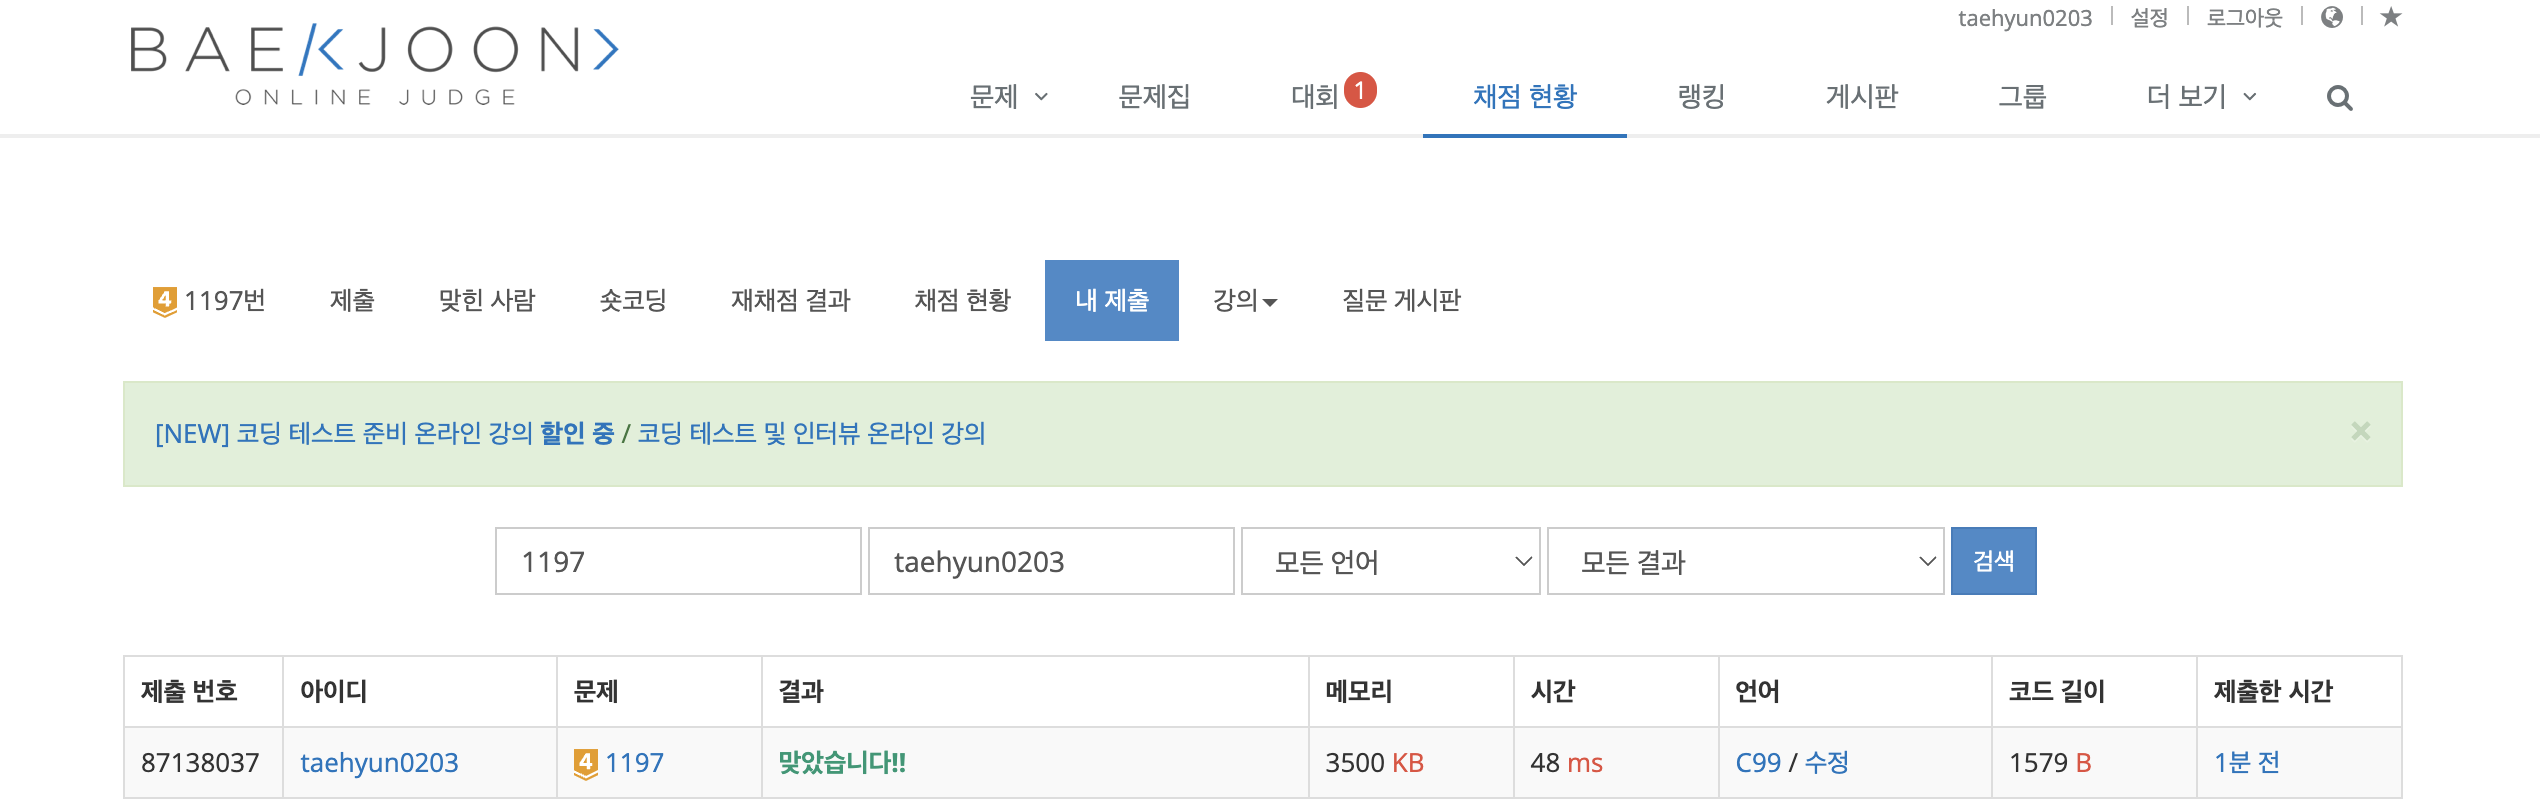 taehyun0203 | 설정 | 로그아웃 | |
BAE/<JOON>
ONLINE JUDGE
문제 문제집 대회 1 채점 현황 랭킹 게시판 그룹 더 보기
4 1197번 제출 맞힌 사람 숏코딩 재채점 결과 채점 현황 내 제출 강의 질문 게시판
[NEW] 코딩 테스트 준비 온라인 강의 할인 중 / 코딩 테스트 및 인터뷰 온라인 강의 ×
1197 taehyun0203 모든 언어 모든 결과 검색
제출 번호 아이디 문제 결과 메모리 시간 언어 코드 길이 제출한 시간
87138037 taehyun0203 4 1197 맞았습니다!! 3500 KB 48 ms C99 / 수정 1579 B 1분 전